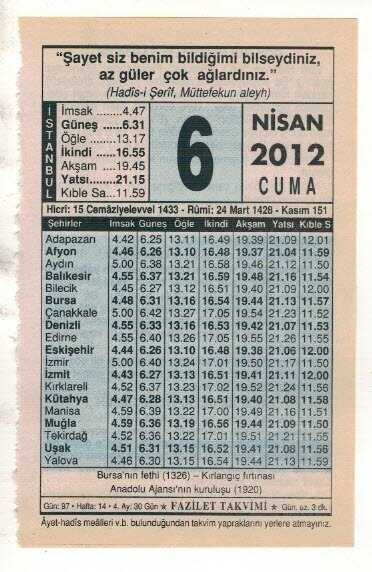 “Şayet siz benim bildiğimi bilseydiniz,
az güler çok ağlardınız.”
(Hadîs-i Şerîf, Müttefekun aleyh)
İSTANBUL
İmsak .......4.47
Güneş ......6.31
Öğle .......13.17
İkindi .....16.55
Akşam ....19.45
Yatsı.......21.15
Kıble Sa...11.59
6
NİSAN
2012
CUMA
Hicrî: 15 Cemâziyelevvel 1433 - Rûmî: 24 Mart 1428 - Kasım 151
Şehirler İmsak Güneş Öğle İkindi Akşam Yatsı Kıble S
Adapazarı 4.42 6.25 13.11 16.49 19.39 21.09 12.01
Afyon 4.46 6.26 13.10 16.48 19.37 21.04 11.59
Aydın 5.00 6.38 13.21 16.58 19.46 21.12 11.50
Balıkesir 4.55 6.37 13.21 16.59 19.48 21.16 11.54
Bilecik 4.45 6.27 13.12 16.51 19.40 21.09 12.00
Bursa 4.48 6.31 13.16 16.54 19.44 21.13 11.57
Çanakkale 5.00 6.42 13.27 17.05 19.54 21.23 11.52
Denizli 4.55 6.33 13.16 16.53 19.42 21.07 11.53
Edirne 4.55 6.40 13.26 17.05 19.55 21.26 11.55
Eskişehir 4.44 6.26 13.10 16.49 19.38 21.06 12.00
İzmir 5.00 6.40 13.24 17.01 19.50 21.17 11.50
İzmit 4.43 6.27 13.13 16.51 19.41 21.11 12.00
Kırklareli 4.52 6.37 13.23 17.02 19.52 21.24 11.56
Kütahya 4.47 6.28 13.13 16.51 19.40 21.08 11.58
Manisa 4.59 6.39 13.22 17.00 19.49 21.16 11.51
Muğla 4.59 6.36 13.19 16.56 19.44 21.09 11.50
Tekirdağ 4.52 6.36 13.22 17.01 19.51 21.21 11.55
Uşak 4.51 6.31 13.15 16.52 19.41 21.08 11.56
Yalova 4.46 6.30 13.15 16.54 19.44 21.13 11.59
Bursa'nın fethi (1326) – Kırlangıç fırtınası
Anadolu Ajansı'nın kuruluşu (1920)
Gün: 97 • Hafta: 14 • 4. Ay: 30 Gün ★ FAZİLET TAKVİMİ ★ Gün. uz. 3 dk.
Âyet-hadîs meâlleri v.b. bulunduğundan takvim yapraklarını yerlere atmayınız.